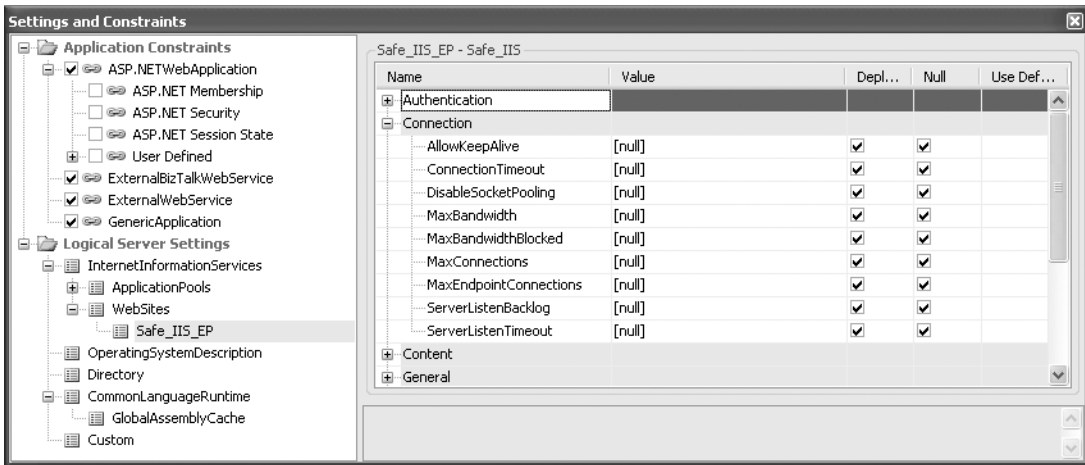 Settings and Constraints
Application Constraints
ASP.NETWebApplication
ASP.NET Membership
ASP.NET Security
ASP.NET Session State
User Defined
ExternalBizTalkWebService
ExternalWebService
GenericApplication
Logical Server Settings
InternetInformationServices
ApplicationPools
WebSites
Safe_IIS_EP
OperatingSystemDescription
Directory
CommonLanguageRuntime
GlobalAssemblyCache
Custom
Safe_IIS_EP - Safe_IIS
Name Value Depl... Null Use Def...
Authentication
Connection
AllowKeepAlive [null]
ConnectionTimeout [null]
DisableSocketPooling [null]
MaxBandwidth [null]
MaxBandwidthBlocked [null]
MaxConnections [null]
MaxEndpointConnections [null]
ServerListenBacklog [null]
ServerListenTimeout [null]
Content
General